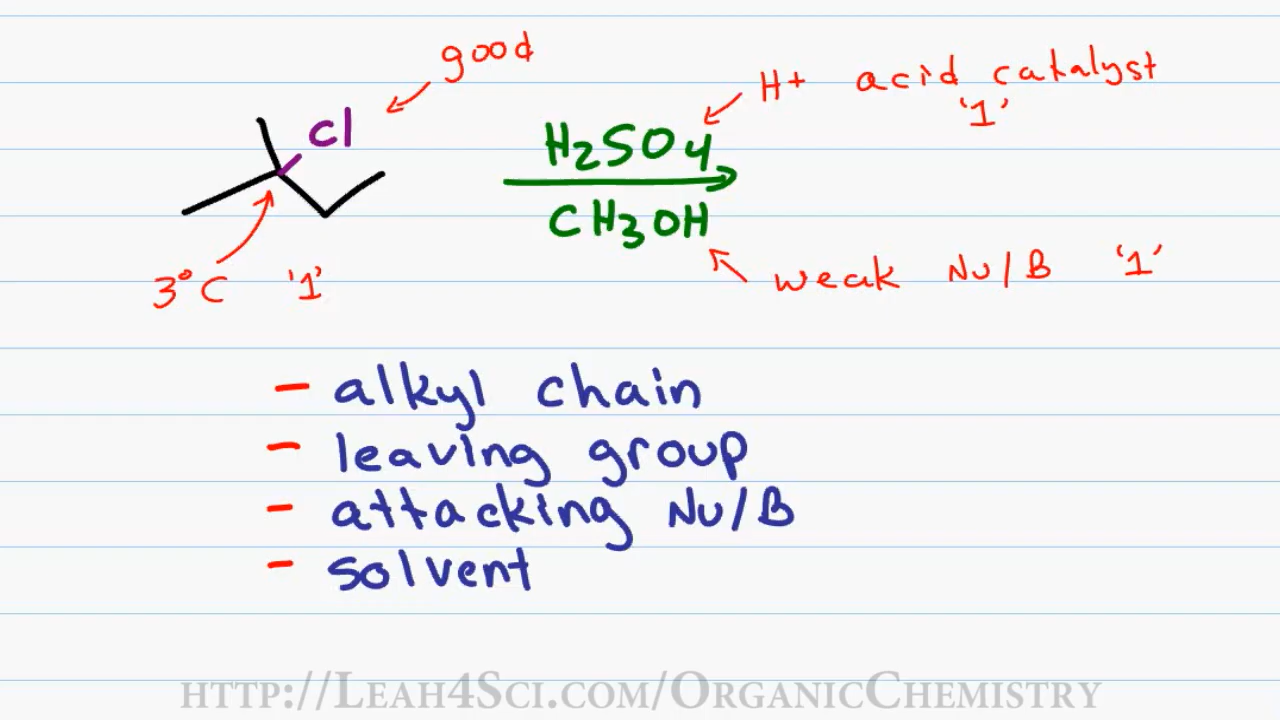 good
Cl
H+ acid catalyst
'1'
H2SO4
CH3OH
3°C '1'
weak Nu/B '1'
- alkyl chain
- leaving group
- attacking Nu/B
- solvent
http://Leah4Sci.com/OrganicChemistry